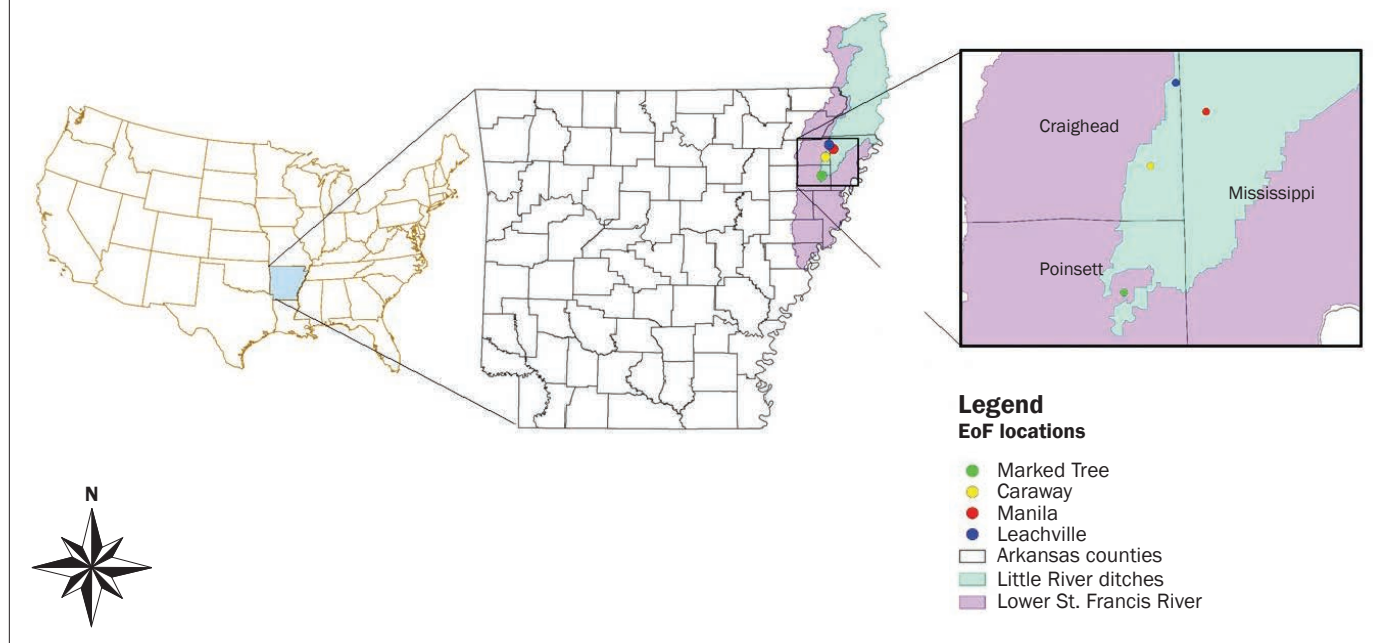 Craighead
Mississippi
Poinsett
N
Legend
EoF locations
Marked Tree
Caraway
Manila
Leachville
Arkansas counties
Little River ditches
Lower St. Francis River